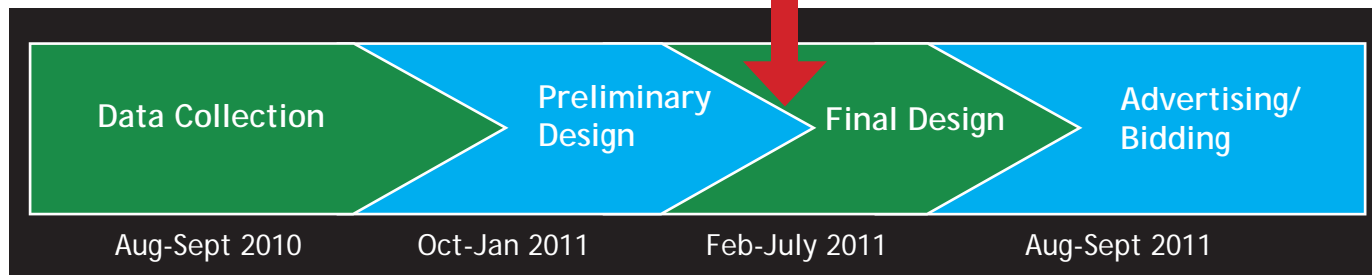 Data Collection
Preliminary
Design
Final Design
Advertising/
Bidding
Aug-Sept 2010
Oct-Jan 2011
Feb-July 2011
Aug-Sept 2011